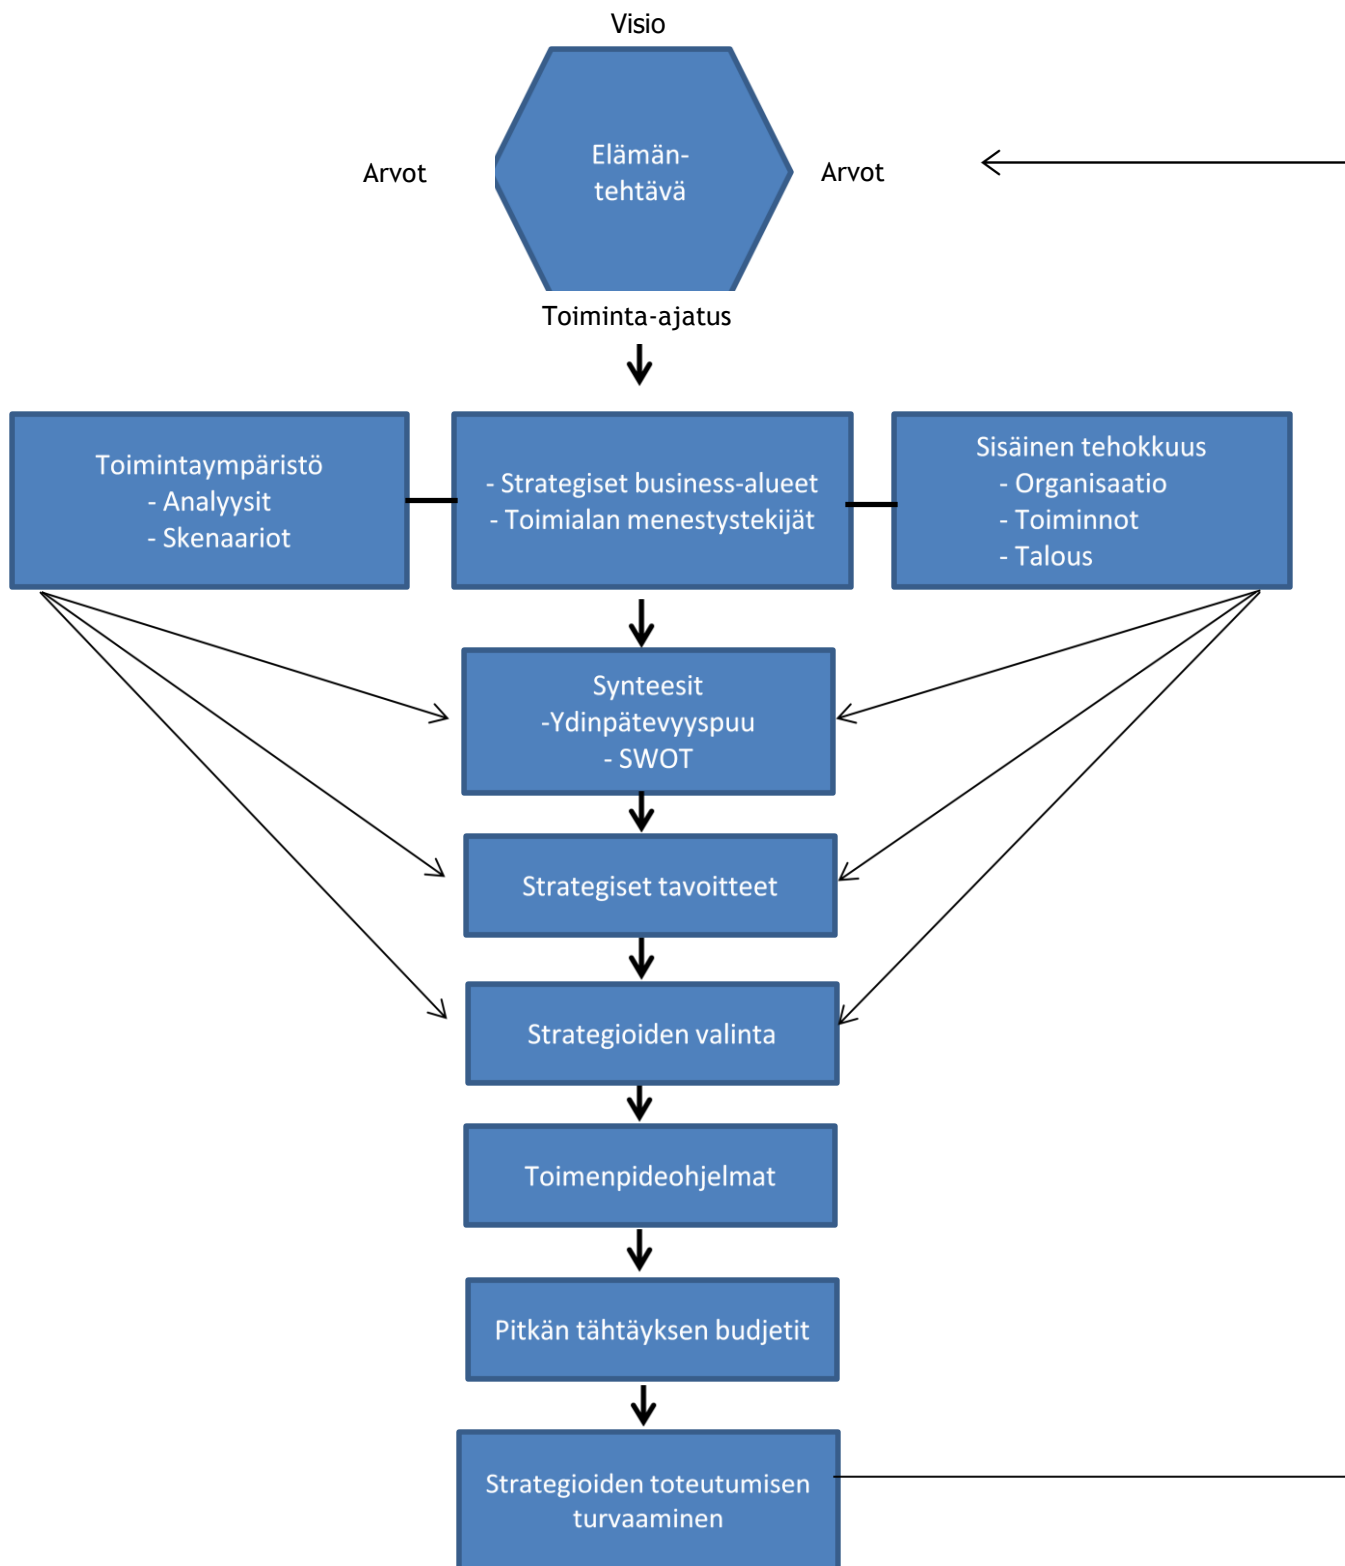 Visio
Elämän-
tehtävä
Arvot
Arvot
Toiminta-ajatus
Toimintaympäristö
- Analyysit
- Skenaariot
- Strategiset business-alueet
- Toimialan menestystekijät
Sisäinen tehokkuus
- Organisaatio
- Toiminnot
- Talous
Synteesit
-Ydinpätevyyspuu
- SWOT
Strategiset tavoitteet
Strategioiden valinta
Toimenpideohjelmat
Pitkän tähtäyksen budjetit
Strategioiden toteutumisen
turvaaminen